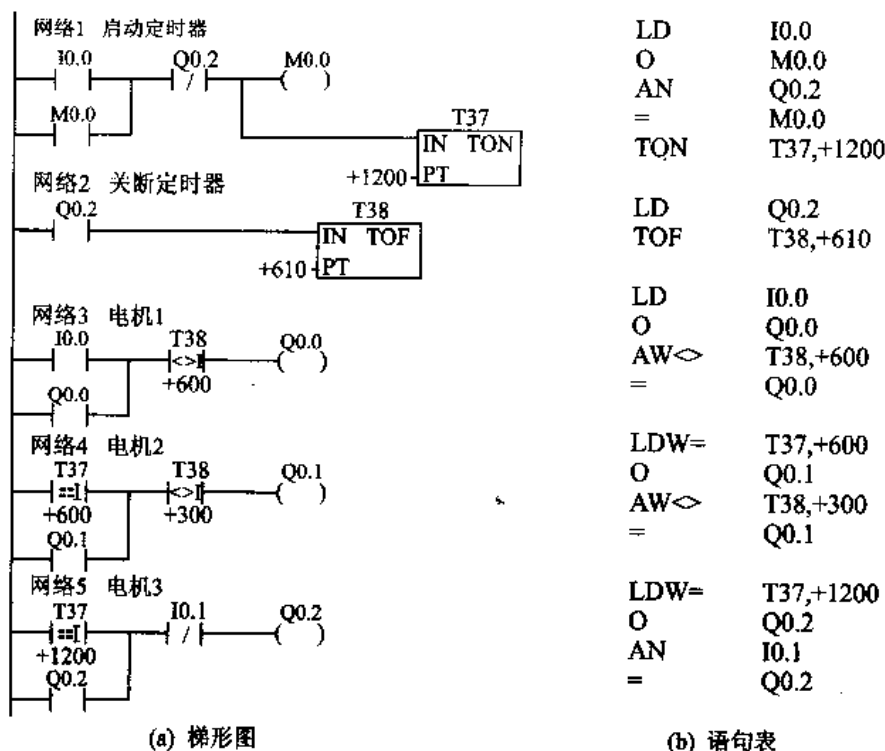 网络1 启动定时器
I0.0 Q0.2 M0.0
/ ( )
M0.0
T37
IN TON
+1200 PT
网络2 关断定时器
Q0.2
T38
IN TOF
+610 PT
网络3 电机1
I0.0 T38 Q0.0
<>I ( )
+600
Q0.0
网络4 电机2
T37 T38 Q0.1
==I <>I ( )
+600 +300
Q0.1
网络5 电机3
T37 I0.1 Q0.2
==I / ( )
+1200
Q0.2
(a) 梯形图
LD I0.0
O M0.0
AN Q0.2
= M0.0
TON T37,+1200
LD Q0.2
TOF T38,+610
LD I0.0
O Q0.0
AW<> T38,+600
= Q0.0
LDW= T37,+600
O Q0.1
AW<> T38,+300
= Q0.1
LDW= T37,+1200
O Q0.2
AN I0.1
= Q0.2
(b) 语句表